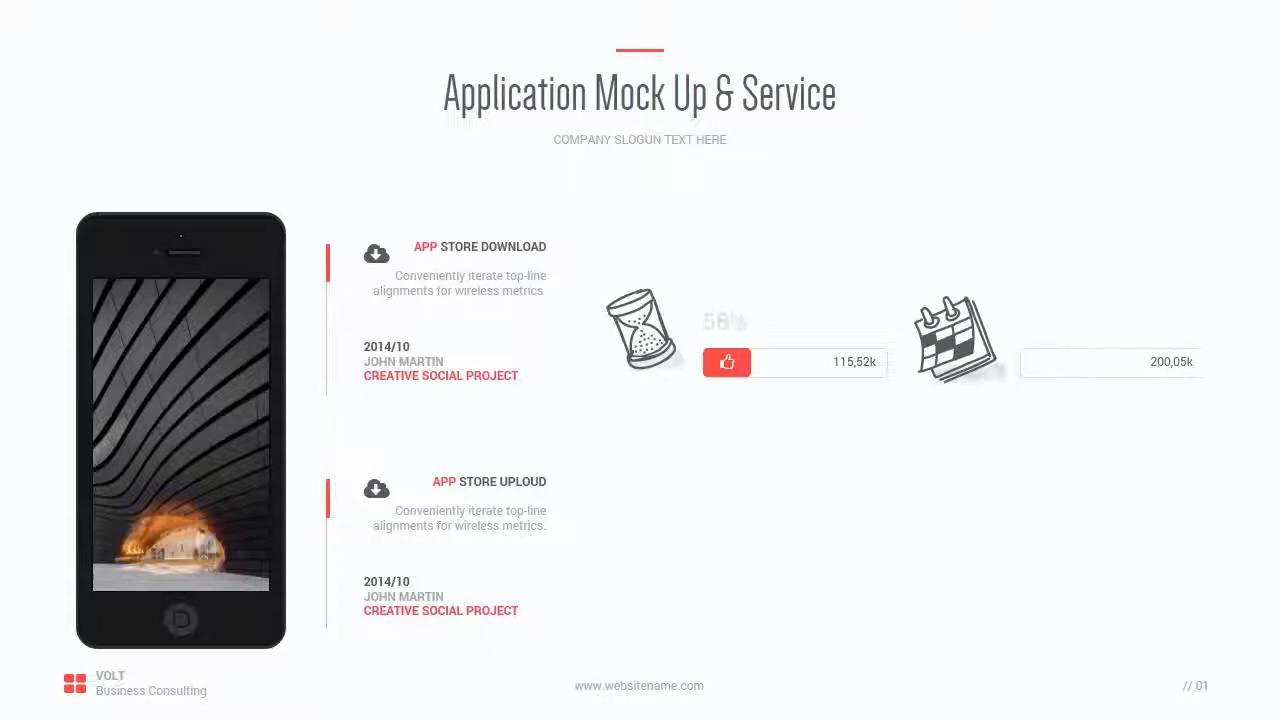 Application Mock Up & Service
COMPANY SLOGUN TEXT HERE
APP STORE DOWNLOAD
Conveniently iterate top-line
alignments for wireless metrics
2014/10
JOHN MARTIN
CREATIVE SOCIAL PROJECT
58%
115,52k
200,05k
APP STORE UPLOUD
Conveniently iterate top-line
alignments for wireless metrics.
2014/10
JOHN MARTIN
CREATIVE SOCIAL PROJECT
VOLT
Business Consulting
www.websitename.com
// 01